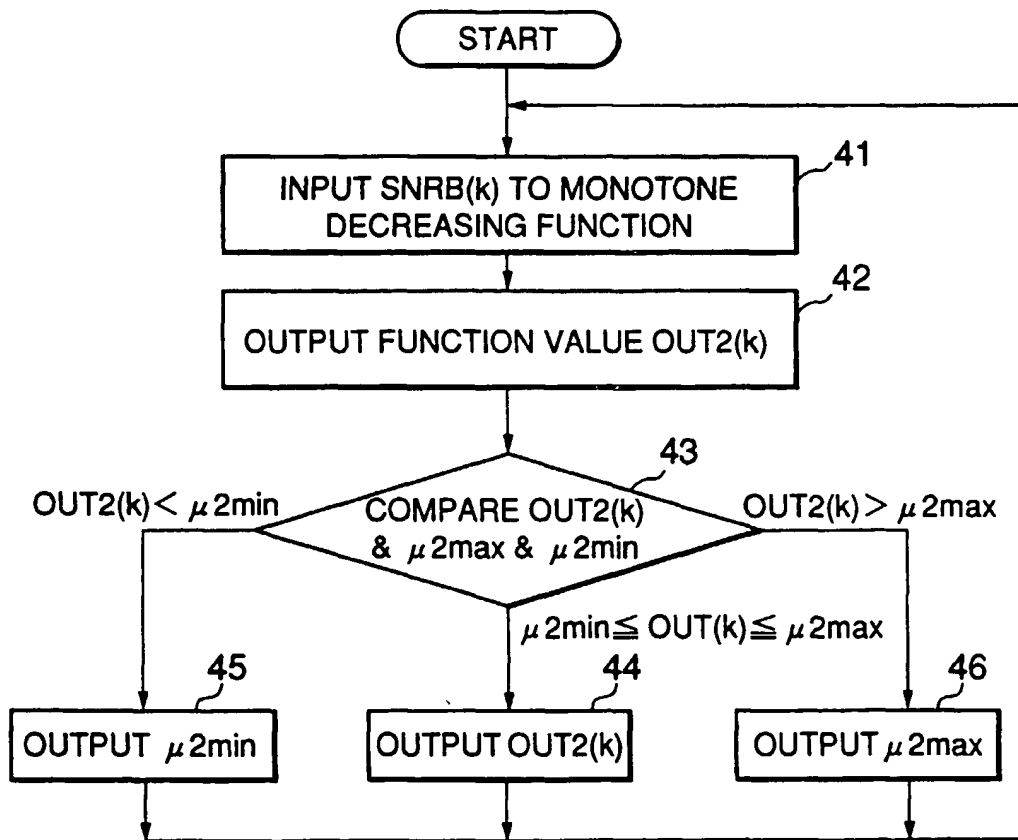 START
41
INPUT SNRB(k) TO MONOTONE
DECREASING FUNCTION
42
OUTPUT FUNCTION VALUE OUT2(k)
43
OUT2(k) < μ2min
COMPARE OUT2(k)
& μ2max & μ2min
OUT2(k) > μ2max
μ2min ≦ OUT(k) ≦ μ2max
45
44
46
OUTPUT μ2min
OUTPUT OUT2(k)
OUTPUT μ2max